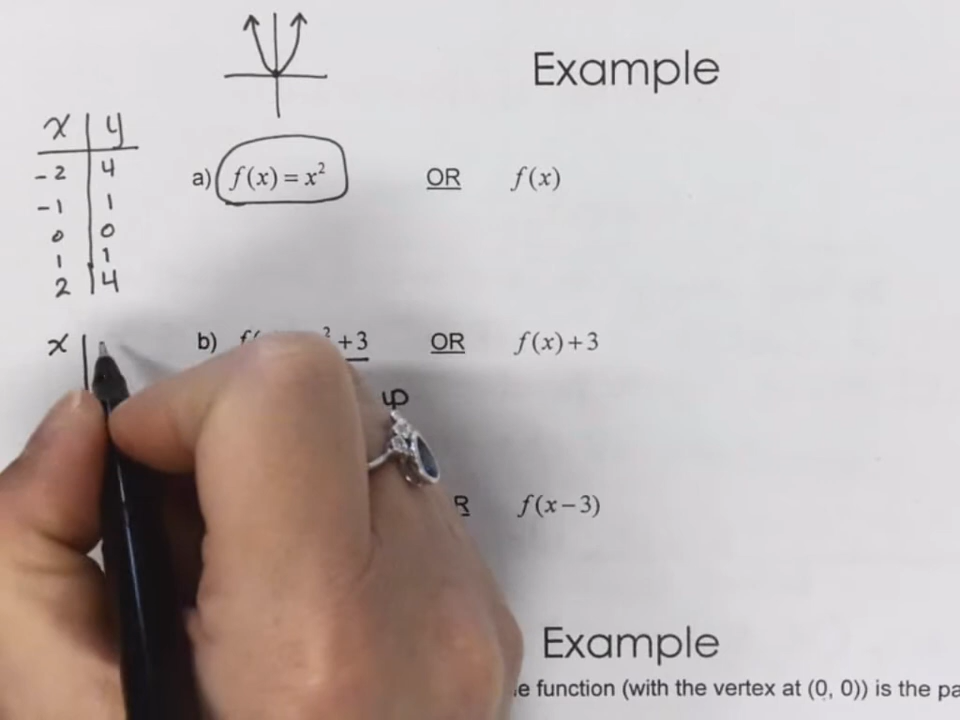 Example
x y
-2 4
a) f(x) = x² OR f(x)
-1 1
0 0
1 1
2 4
x
b) +3 OR f(x)+3
up
f(x−3)
Example
function (with the vertex at (0, 0)) is the